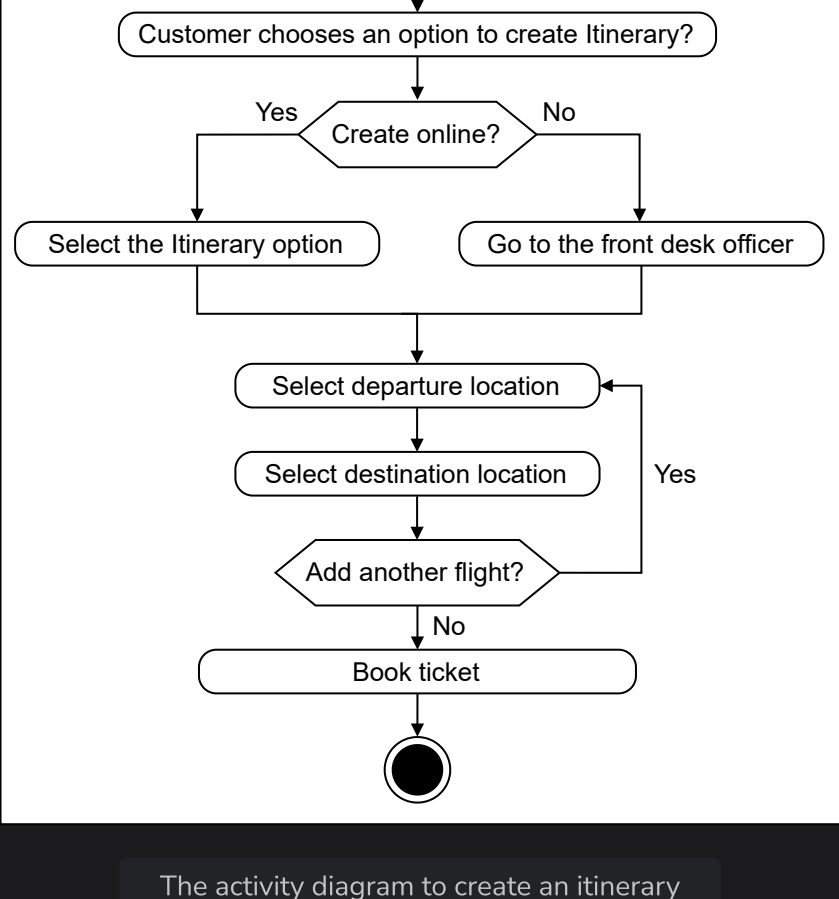 Customer chooses an option to create Itinerary?
Yes
No
Create online?
Select the Itinerary option
Go to the front desk officer
Select departure location
Select destination location
Yes
Add another flight?
No
Book ticket
The activity diagram to create an itinerary